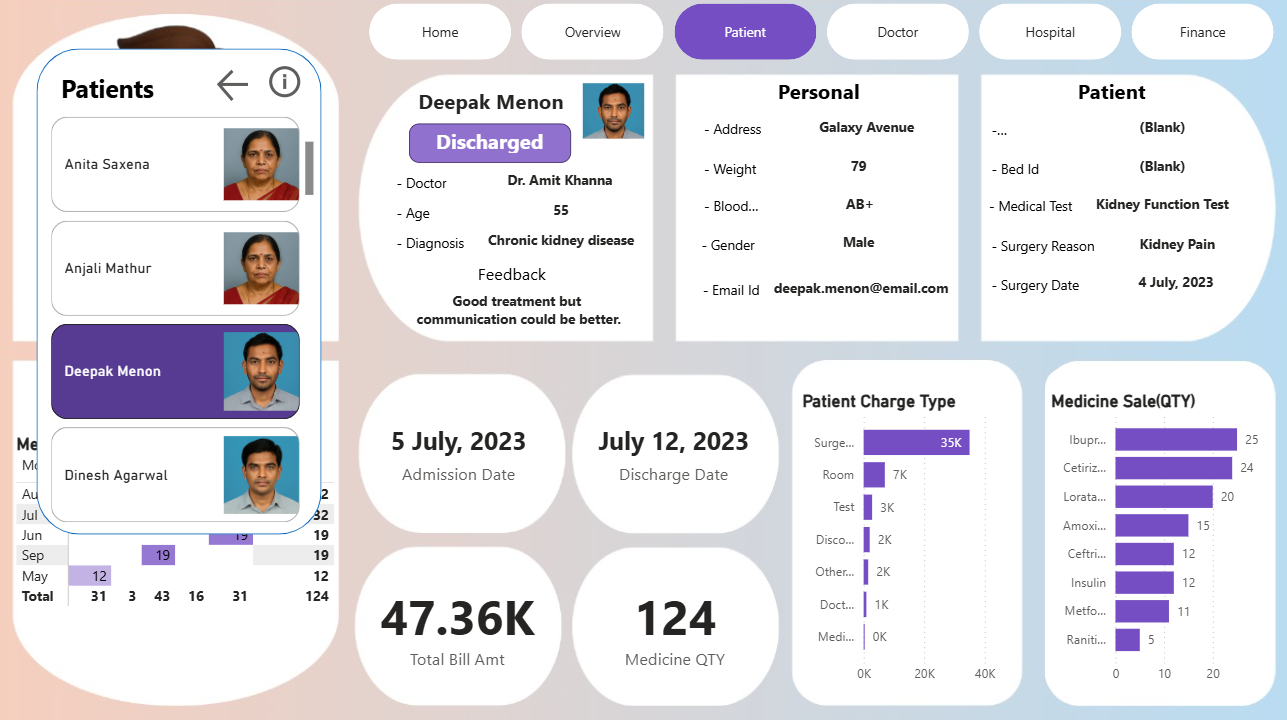 Home
Overview
Patient
Doctor
Hospital
Finance
Patients
Anita Saxena
Anjali Mathur
Deepak Menon
Dinesh Agarwal
Deepak Menon
Discharged
- Doctor Dr. Amit Khanna
- Age 55
- Diagnosis Chronic kidney disease
Feedback
Good treatment but
communication could be better.
Personal
- Address Galaxy Avenue
- Weight 79
- Blood... AB+
- Gender Male
- Email Id deepak.menon@email.com
Patient
-... (Blank)
- Bed Id (Blank)
- Medical Test Kidney Function Test
- Surgery Reason Kidney Pain
- Surgery Date 4 July, 2023
Jul 32
Jun 19 19
Sep 19 19
May 12 12
Total 31 3 43 16 31 124
5 July, 2023
Admission Date
July 12, 2023
Discharge Date
47.36K
Total Bill Amt
124
Medicine QTY
Patient Charge Type
Surge... 35K
Room 7K
Test 3K
Disco... 2K
Other... 2K
Doct... 1K
Medi... 0K
0K 20K 40K
Medicine Sale(QTY)
Ibupr... 25
Cetiriz... 24
Lorata... 20
Amoxi... 15
Ceftri... 12
Insulin 12
Metfo... 11
Raniti... 5
0 10 20